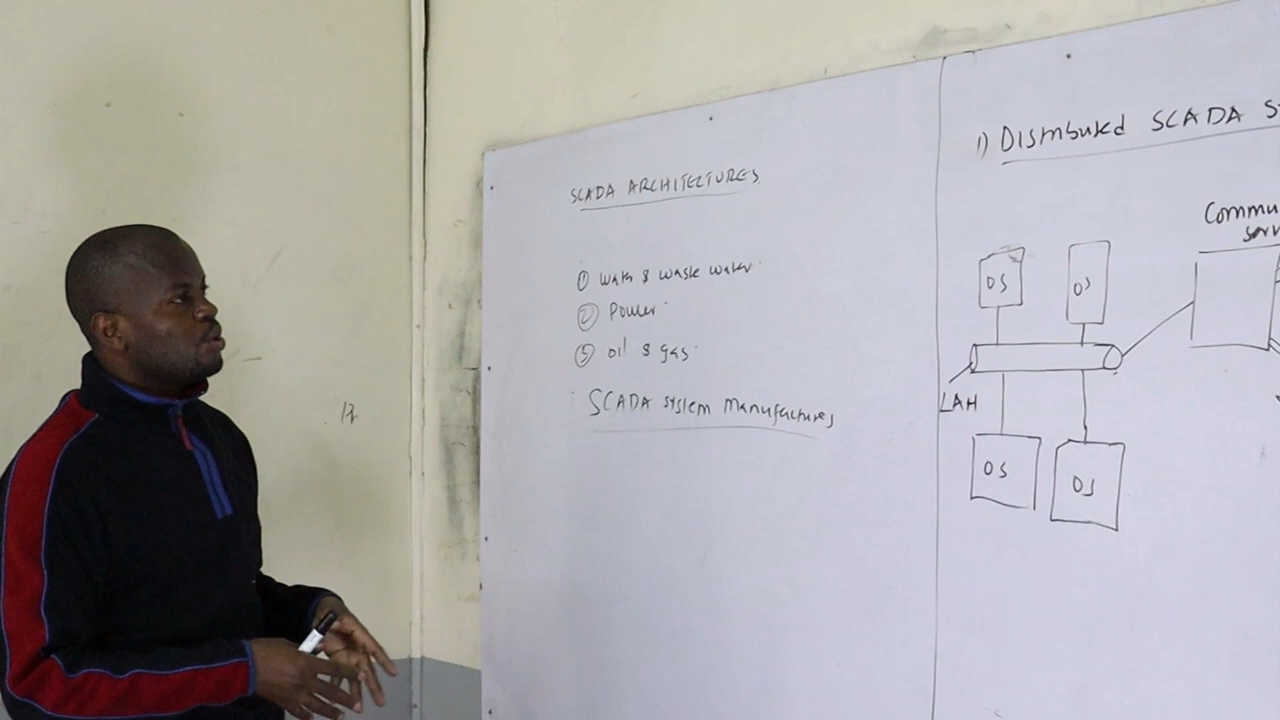 SCADA ARCHITECTURES
① Water & waste water
② Power
③ oil & gas
SCADA system Manufactures
1) Distributed SCADA S
Commu
serv
OS
OS
LAH
OS
OS